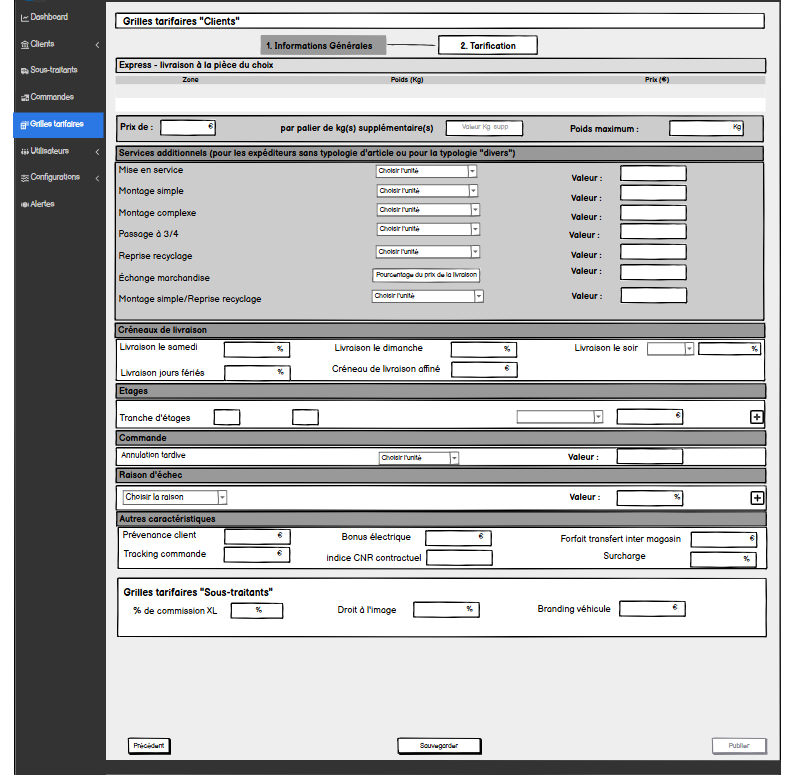 Dashboard
Clients
Sous-traitants
Commandes
Grilles tarifaires
Utilisateurs
Configurations
Alertes
Grilles tarifaires "Clients"
1. Informations Générales 2. Tarification
Express - livraison à la pièce du choix
Zone Poids (Kg) Prix (€)
Prix de : € par palier de kg(s) supplémentaire(s) Valeur Kg supp Poids maximum : Kg
Services additionnels (pour les expéditeurs sans typologie d'article ou pour la typologie "divers")
Mise en service Choisir l'unité Valeur :
Montage simple Choisir l'unité Valeur :
Montage complexe Choisir l'unité Valeur :
Passage à 3/4 Choisir l'unité Valeur :
Reprise recyclage Choisir l'unité Valeur :
Échange marchandise Pourcentage du prix de la livraison Valeur :
Montage simple/Reprise recyclage Choisir l'unité Valeur :
Créneaux de livraison
Livraison le samedi % Livraison le dimanche % Livraison le soir %
Livraison jours fériés % Créneau de livraison affiné €
Etages
Tranche d'étages € +
Commande
Annulation tardive Choisir l'unité Valeur :
Raison d'échec
Choisir la raison Valeur : % +
Autres caractéristiques
Prévenance client € Bonus électrique € Forfait transfert inter magasin €
Tracking commande € indice CNR contractuel Surcharge %
Grilles tarifaires "Sous-traitants"
% de commission XL % Droit à l'image % Branding véhicule €
Précédent Sauvegarder Publier